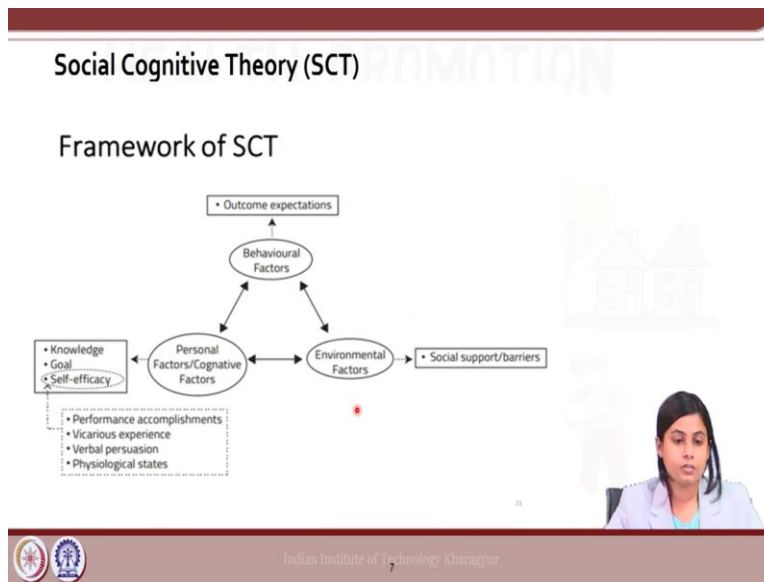 Social Cognitive Theory (SCT)
Framework of SCT
• Outcome expectations
Behavioural
Factors
• Knowledge
• Goal
• Self-efficacy
Personal
Factors/Cognative
Factors
Environmental
Factors
• Social support/barriers
• Performance accomplishments
• Vicarious experience
• Verbal persuasion
• Physiological states
Indian Institute of Technology Kharagpur
7